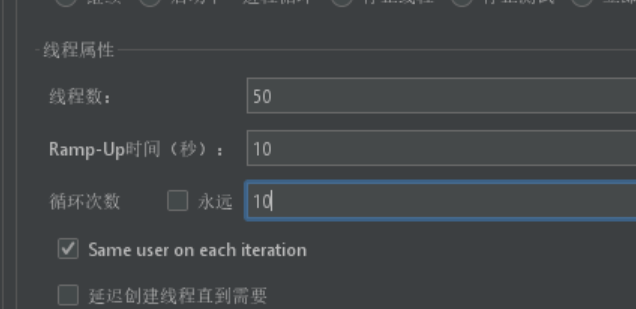 线程属性
线程数： 50
Ramp-Up时间（秒）： 10
循环次数 永远 10
Same user on each iteration
延迟创建线程直到需要